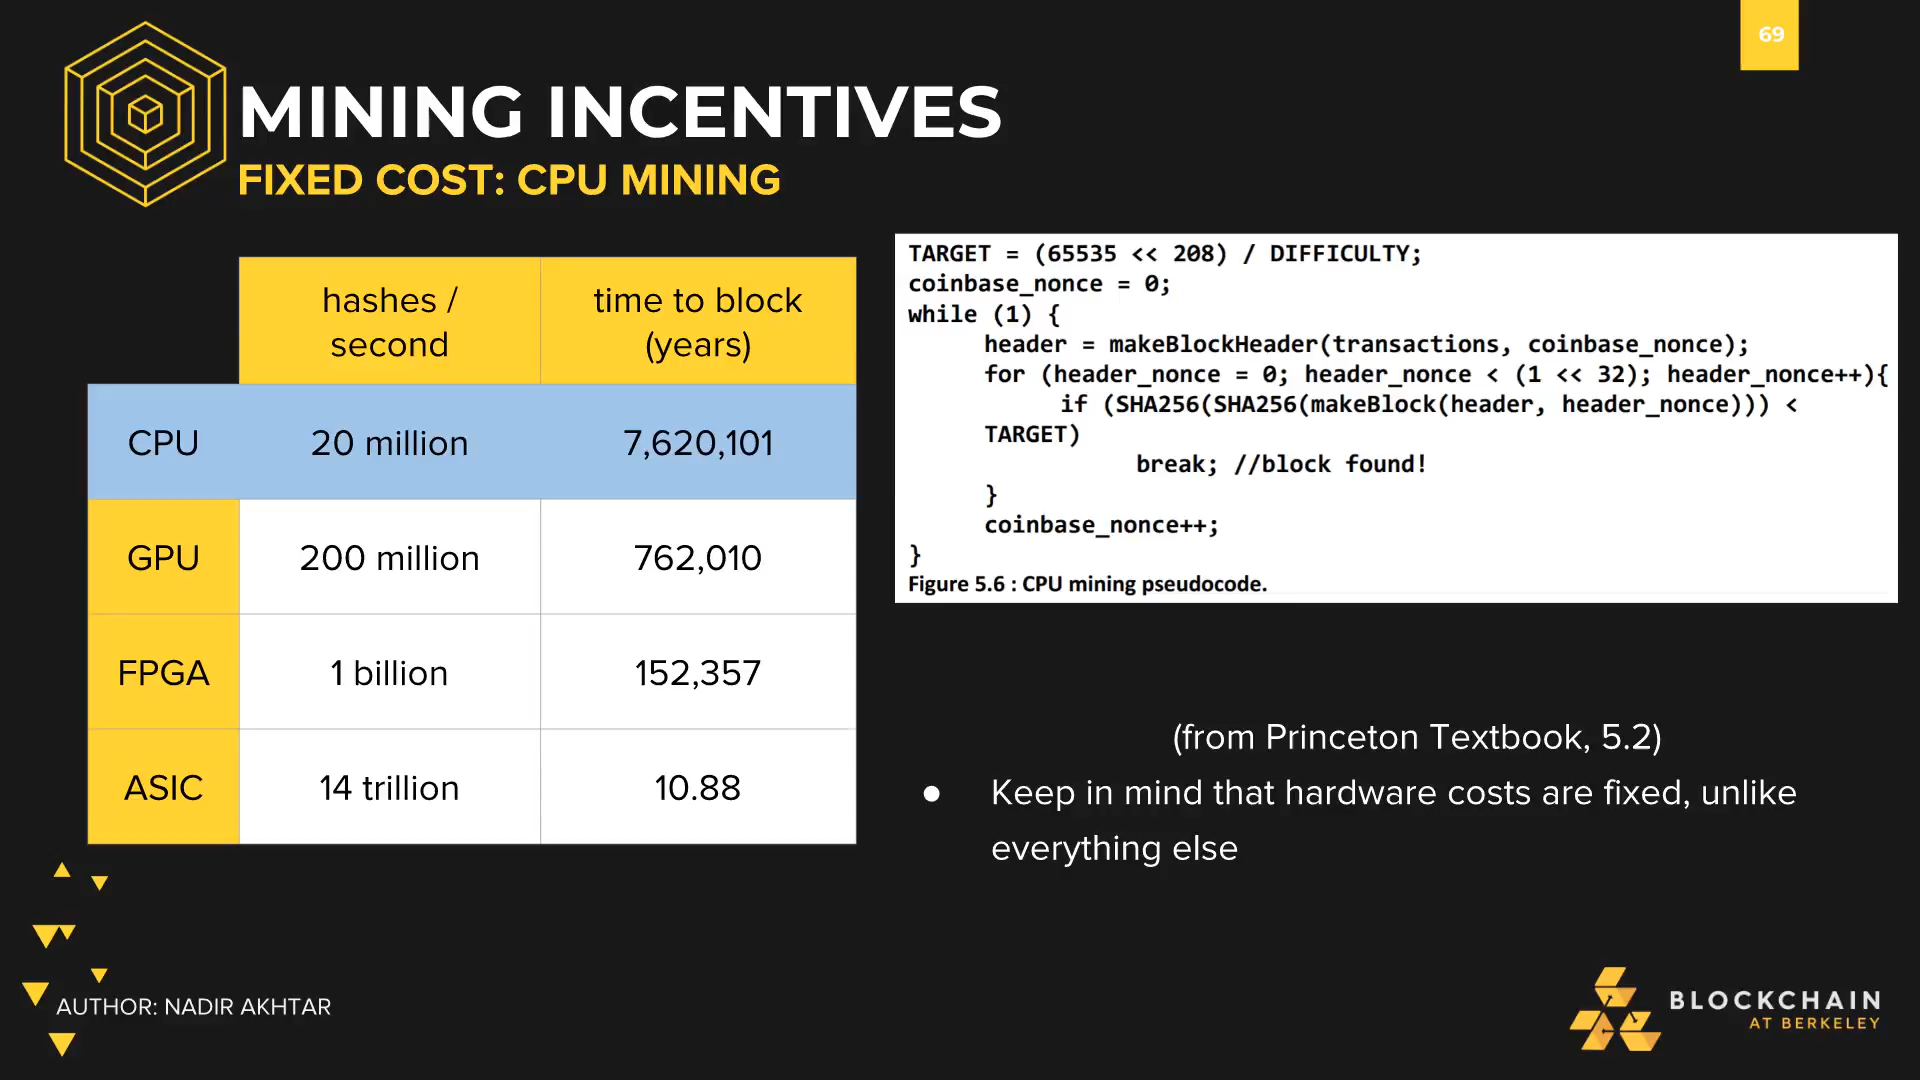 69
MINING INCENTIVES
FIXED COST: CPU MINING
hashes / second
time to block (years)
CPU 20 million 7,620,101
GPU 200 million 762,010
FPGA 1 billion 152,357
ASIC 14 trillion 10.88
TARGET = (65535 << 208) / DIFFICULTY;
coinbase_nonce = 0;
while (1) {
header = makeBlockHeader(transactions, coinbase_nonce);
for (header_nonce = 0; header_nonce < (1 << 32); header_nonce++){
if (SHA256(SHA256(makeBlock(header, header_nonce))) <
TARGET)
break; //block found!
}
coinbase_nonce++;
}
Figure 5.6 : CPU mining pseudocode.
(from Princeton Textbook, 5.2)
● Keep in mind that hardware costs are fixed, unlike
everything else
AUTHOR: NADIR AKHTAR
BLOCKCHAIN
AT BERKELEY